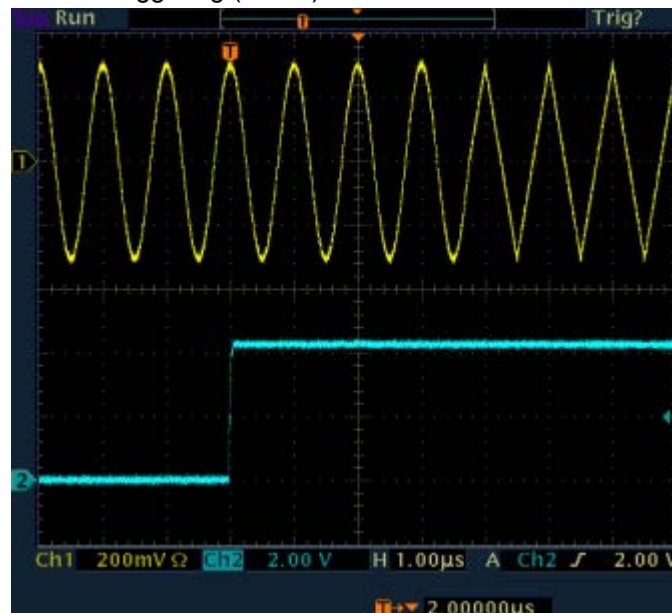 Run Trig?
T
T
1
2
Ch1 200mV Ω Ch2 2.00 V H 1.00µs A Ch2 2.00 V
T 2.00000µs